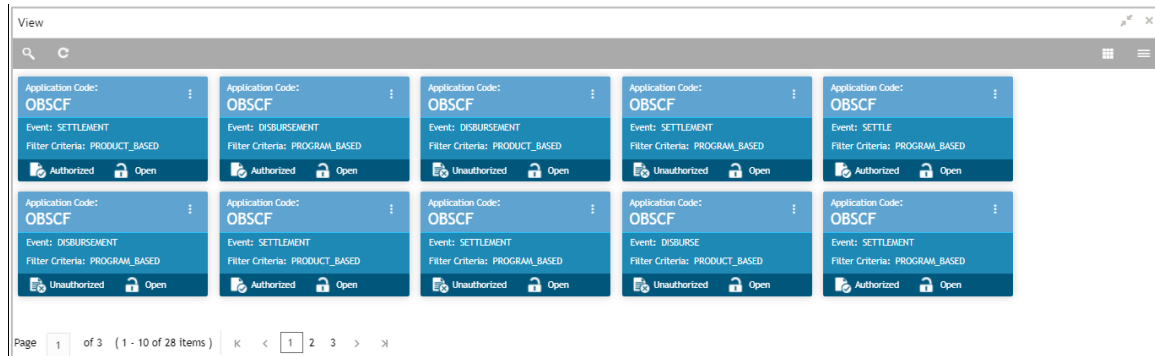 View
Application Code: Application Code: Application Code: Application Code: Application Code:
OBSCF OBSCF OBSCF OBSCF OBSCF
Event: SETTLEMENT Event: DISBURSEMENT Event: DISBURSEMENT Event: SETTLEMENT Event: SETTLE
Filter Criteria: PRODUCT_BASED Filter Criteria: PROGRAM_BASED Filter Criteria: PRODUCT_BASED Filter Criteria: PROGRAM_BASED Filter Criteria: PROGRAM_BASED
Authorized Open Authorized Open Unauthorized Open Unauthorized Open Authorized Open
Application Code: Application Code: Application Code: Application Code: Application Code:
OBSCF OBSCF OBSCF OBSCF OBSCF
Event: DISBURSEMENT Event: SETTLEMENT Event: SETTLEMENT Event: DISBURSE Event: SETTLEMENT
Filter Criteria: PROGRAM_BASED Filter Criteria: PRODUCT_BASED Filter Criteria: PROGRAM_BASED Filter Criteria: PRODUCT_BASED Filter Criteria: PROGRAM_BASED
Unauthorized Open Authorized Open Unauthorized Open Unauthorized Open Authorized Open
Page 1 of 3 ( 1 - 10 of 28 items ) 1 2 3